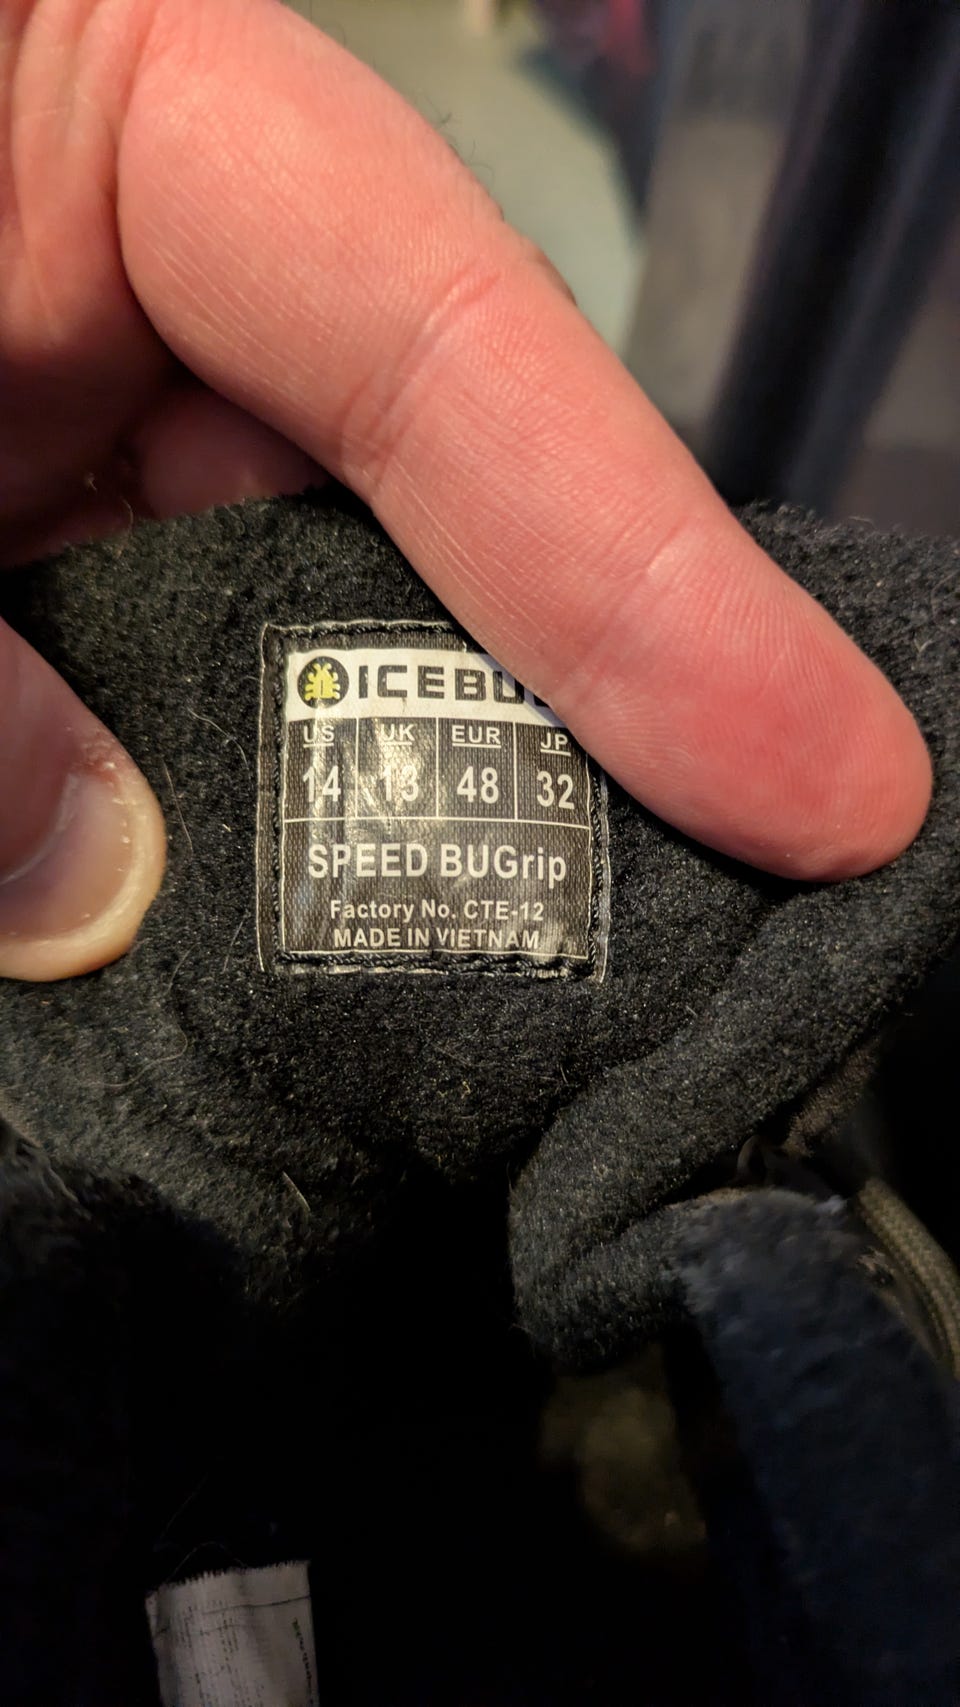 ICEBU
US UK EUR JP
14 13 48 32
SPEED BUGrip
Factory No. CTE-12
MADE IN VIETNAM